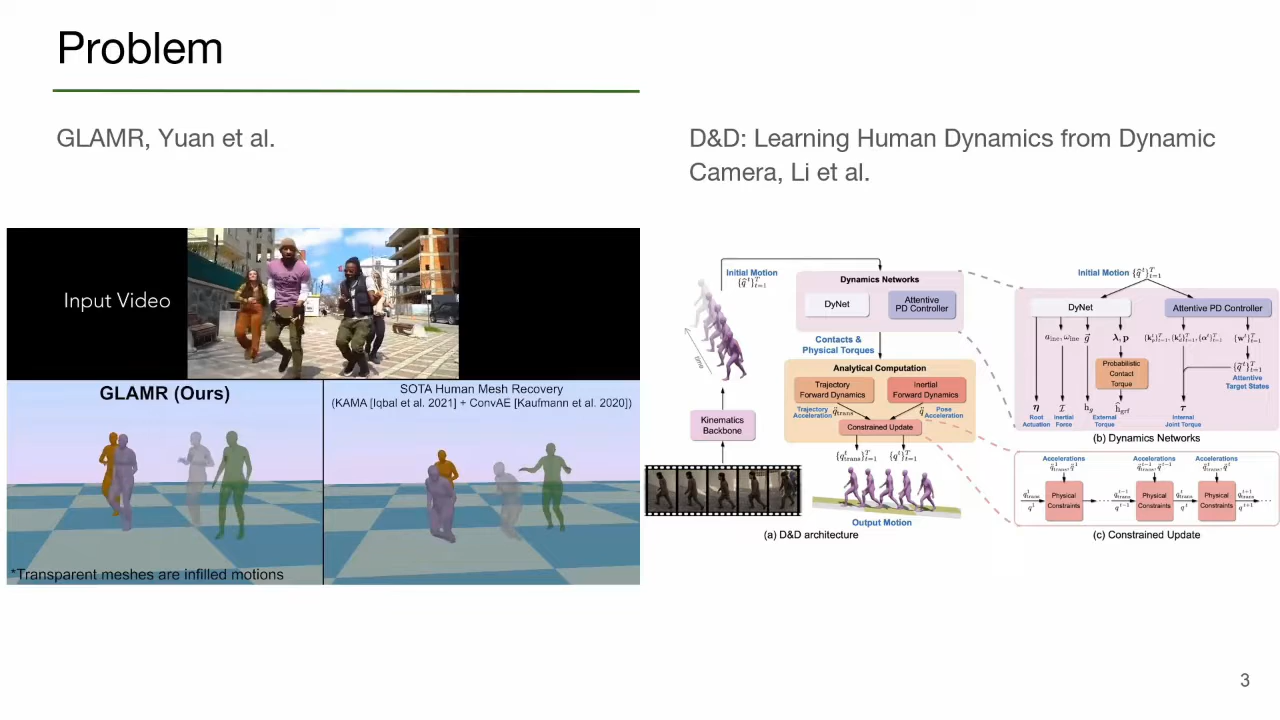 Problem
GLAMR, Yuan et al.
D&D: Learning Human Dynamics from Dynamic
Camera, Li et al.
Input Video
GLAMR (Ours)
SOTA Human Mesh Recovery
(KAMA [Iqbal et al. 2021] + ConvAE [Kaufmann et al. 2020])
*Transparent meshes are infilled motions
Initial Motion
Dynamics Networks
DyNet
Attentive
PD Controller
Contacts &
Physical Torques
Analytical Computation
Trajectory
Forward Dynamics
Inertial
Forward Dynamics
Trajectory
Acceleration
Pose
Acceleration
Constrained Update
time
Kinematics
Backbone
Output Motion
(a) D&D architecture
Initial Motion
DyNet
Attentive PD Controller
Probabilistic
Contact
Torque
Attentive
Target States
Root
Actuation
Inertial
Force
External
Torque
Internal
Joint Torque
(b) Dynamics Networks
Accelerations
Accelerations
Accelerations
Physical
Constraints
Physical
Constraints
Physical
Constraints
(c) Constrained Update
3